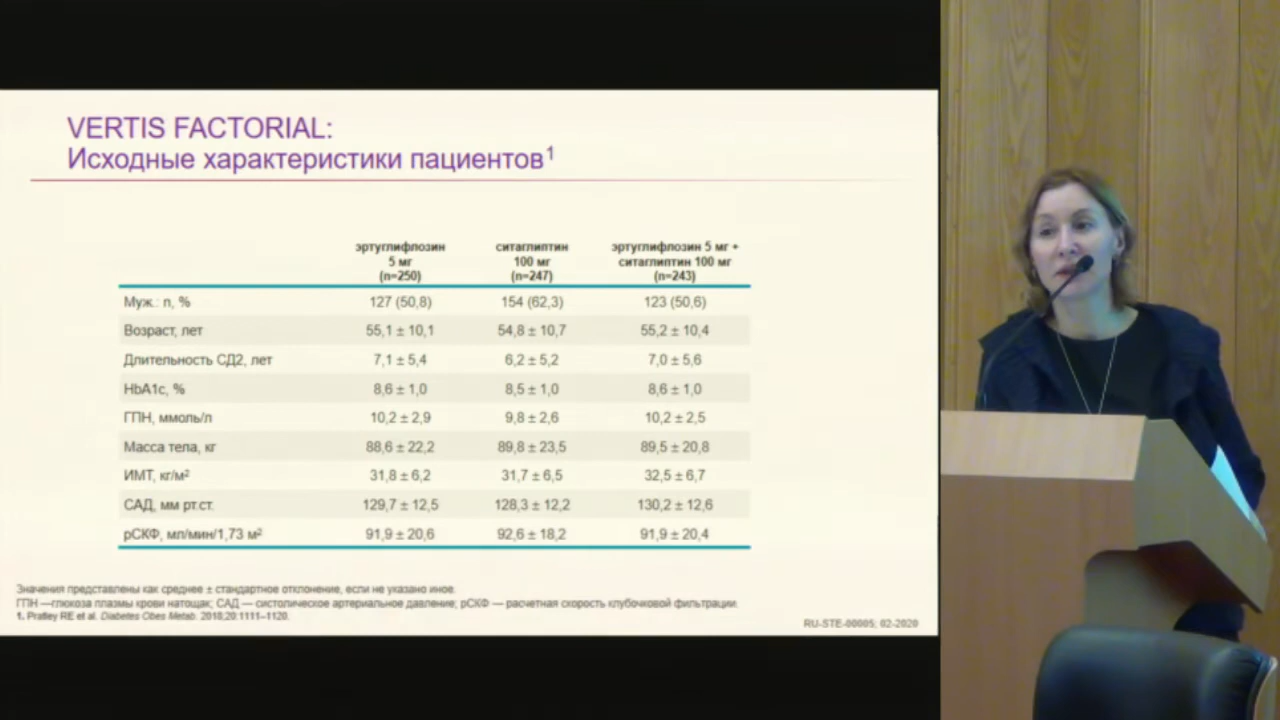 VERTIS FACTORIAL:
Исходные характеристики пациентов¹
эртуглифлозин 5 мг (n=250) ситаглиптин 100 мг (n=247) эртуглифлозин 5 мг + ситаглиптин 100 мг (n=243)
Муж.: n, % 127 (50,8) 154 (62,3) 123 (50,6)
Возраст, лет 55,1 ± 10,1 54,8 ± 10,7 55,2 ± 10,4
Длительность СД2, лет 7,1 ± 5,4 6,2 ± 5,2 7,0 ± 5,6
HbA1c, % 8,6 ± 1,0 8,5 ± 1,0 8,6 ± 1,0
ГПН, ммоль/л 10,2 ± 2,9 9,8 ± 2,6 10,2 ± 2,5
Масса тела, кг 88,6 ± 22,2 89,8 ± 23,5 89,5 ± 20,8
ИМТ, кг/м² 31,8 ± 6,2 31,7 ± 6,5 32,5 ± 6,7
САД, мм рт.ст. 129,7 ± 12,5 128,3 ± 12,2 130,2 ± 12,6
рСКФ, мл/мин/1,73 м² 91,9 ± 20,6 92,6 ± 18,2 91,9 ± 20,4
Значения представлены как среднее ± стандартное отклонение, если не указано иное.
ГПН —глюкоза плазмы крови натощак; САД — систолическое артериальное давление; рСКФ — расчетная скорость клубочковой фильтрации.
1. Pratley RE et al. Diabetes Obes Metab. 2018;20:1111–1120.
RU-STE-00005; 02-2020